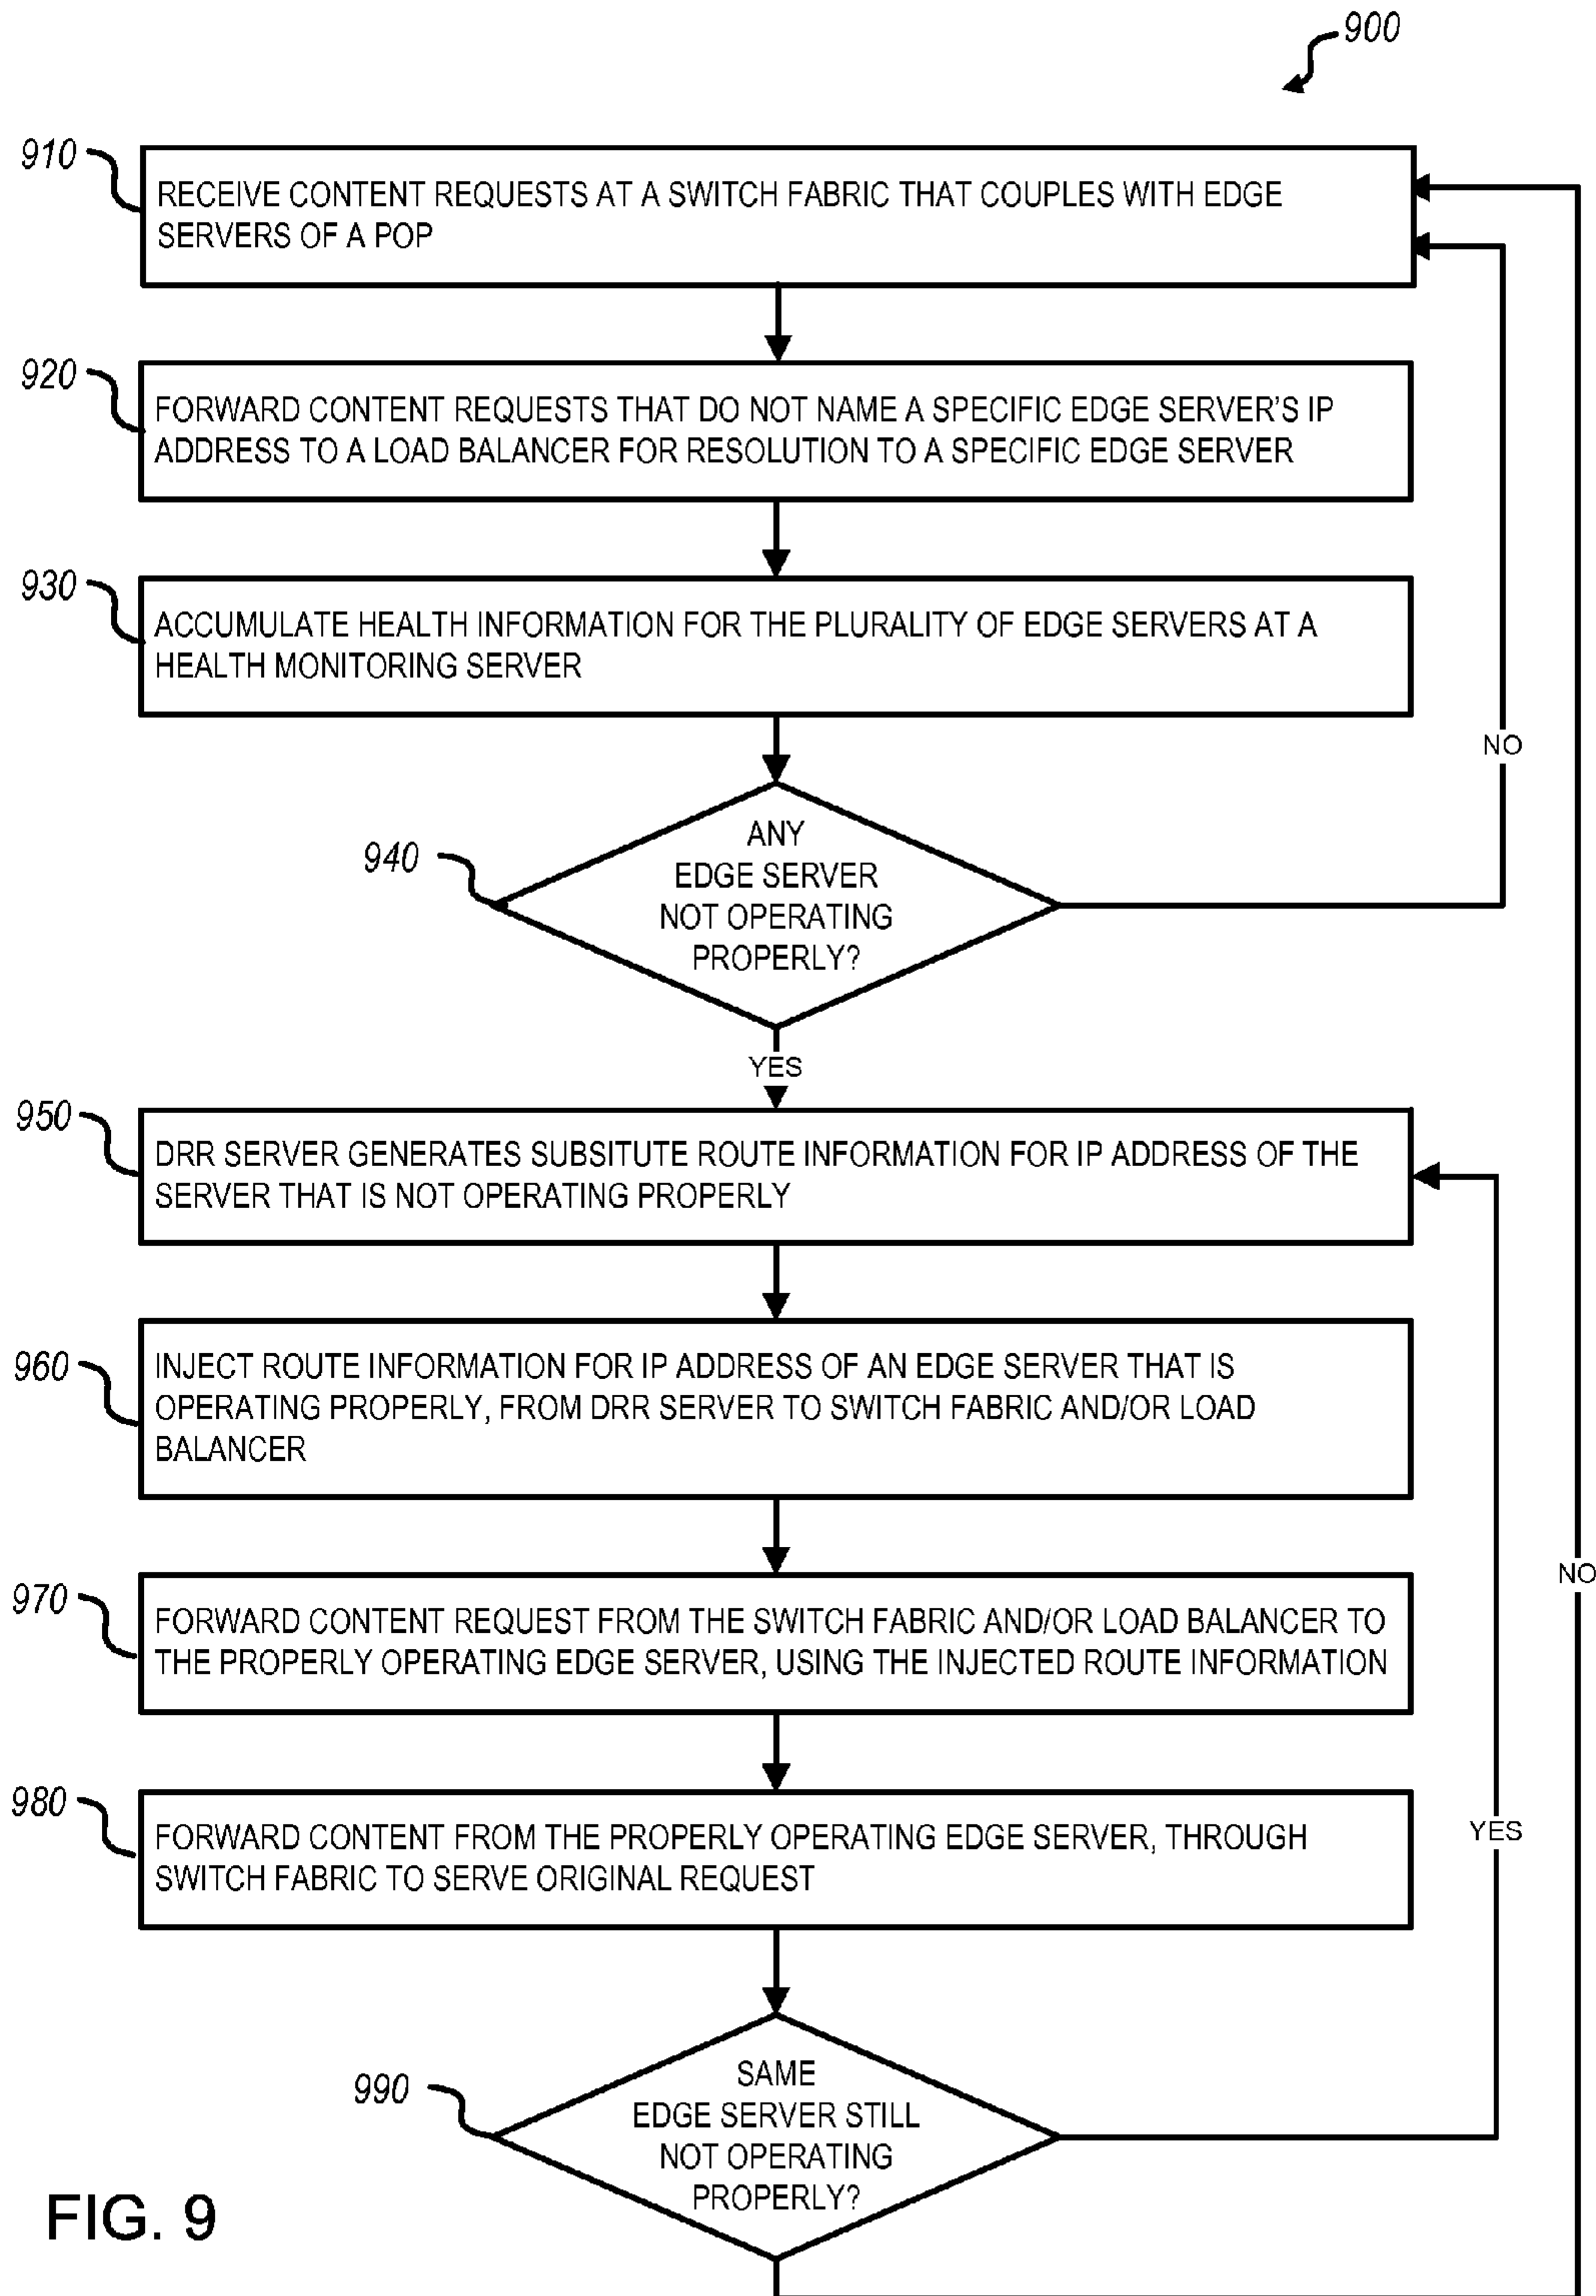 900
910
RECEIVE CONTENT REQUESTS AT A SWITCH FABRIC THAT COUPLES WITH EDGE
SERVERS OF A POP
920
FORWARD CONTENT REQUESTS THAT DO NOT NAME A SPECIFIC EDGE SERVER'S IP
ADDRESS TO A LOAD BALANCER FOR RESOLUTION TO A SPECIFIC EDGE SERVER
930
ACCUMULATE HEALTH INFORMATION FOR THE PLURALITY OF EDGE SERVERS AT A
HEALTH MONITORING SERVER
NO
940
ANY
EDGE SERVER
NOT OPERATING
PROPERLY?
YES
950
DRR SERVER GENERATES SUBSITUTE ROUTE INFORMATION FOR IP ADDRESS OF THE
SERVER THAT IS NOT OPERATING PROPERLY
960
INJECT ROUTE INFORMATION FOR IP ADDRESS OF AN EDGE SERVER THAT IS
OPERATING PROPERLY, FROM DRR SERVER TO SWITCH FABRIC AND/OR LOAD
BALANCER
NO
970
FORWARD CONTENT REQUEST FROM THE SWITCH FABRIC AND/OR LOAD BALANCER TO
THE PROPERLY OPERATING EDGE SERVER, USING THE INJECTED ROUTE INFORMATION
980
FORWARD CONTENT FROM THE PROPERLY OPERATING EDGE SERVER, THROUGH
SWITCH FABRIC TO SERVE ORIGINAL REQUEST
YES
990
SAME
EDGE SERVER STILL
NOT OPERATING
PROPERLY?
FIG. 9